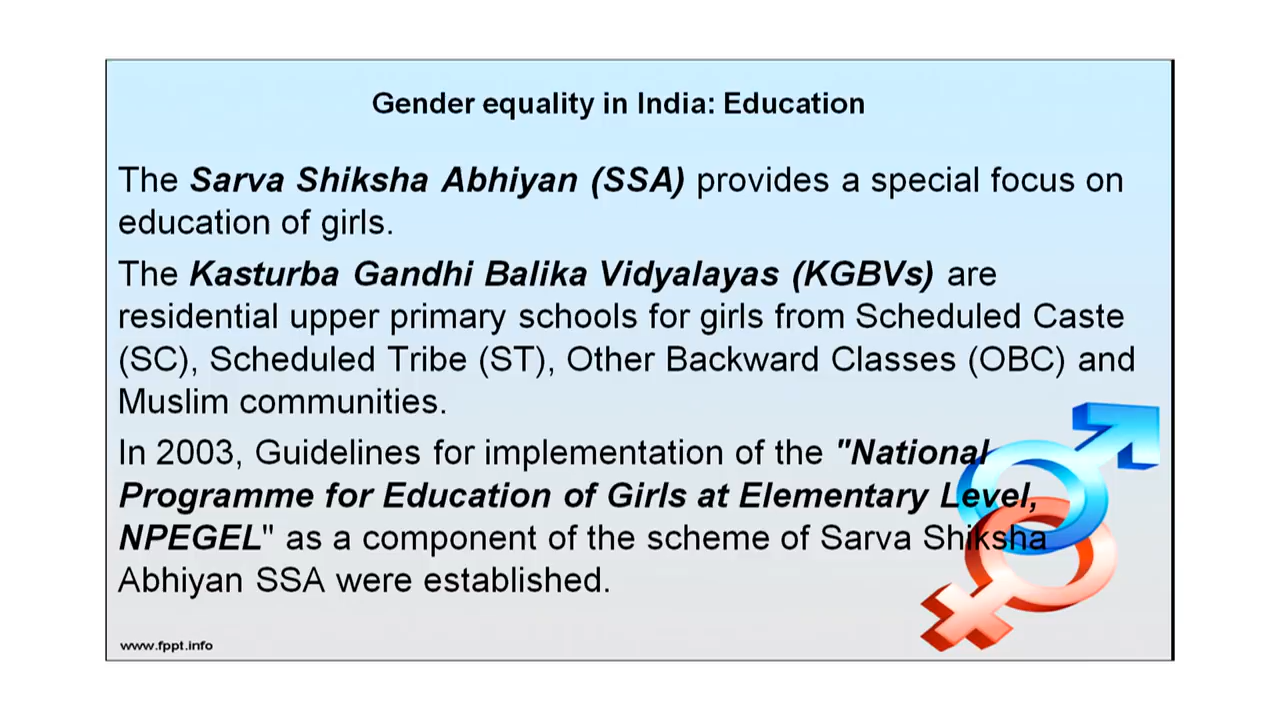 Gender equality in India: Education
The Sarva Shiksha Abhiyan (SSA) provides a special focus on
education of girls.
The Kasturba Gandhi Balika Vidyalayas (KGBVs) are
residential upper primary schools for girls from Scheduled Caste
(SC), Scheduled Tribe (ST), Other Backward Classes (OBC) and
Muslim communities.
In 2003, Guidelines for implementation of the "National
Programme for Education of Girls at Elementary Level,
NPEGEL" as a component of the scheme of Sarva Shiksha
Abhiyan SSA were established.
www.fppt.info